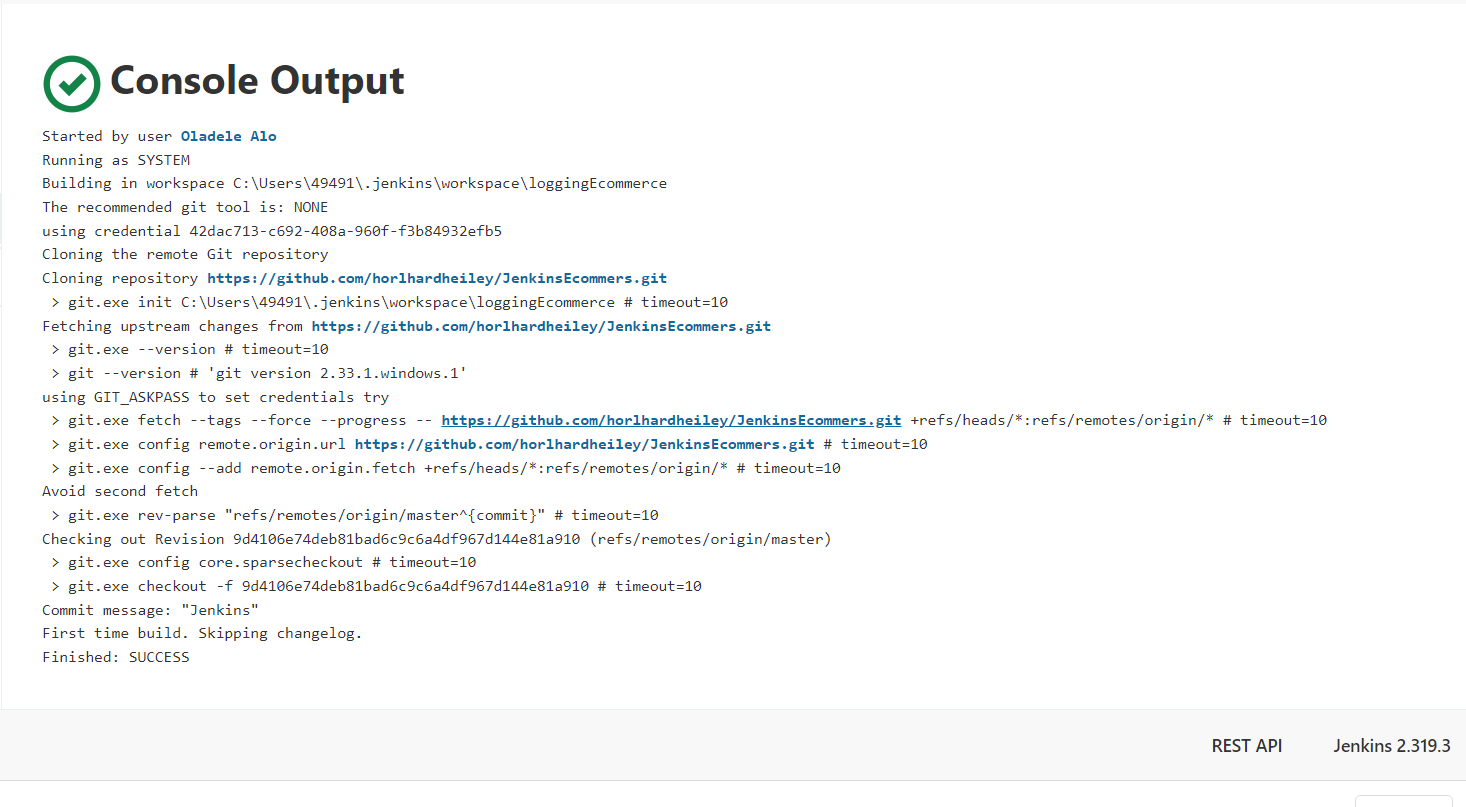 Console Output
Started by user Oladele Alo
Running as SYSTEM
Building in workspace C:\Users\49491\.jenkins\workspace\loggingEcommerce
The recommended git tool is: NONE
using credential 42dac713-c692-408a-960f-f3b84932efb5
Cloning the remote Git repository
Cloning repository https://github.com/horlhardheiley/JenkinsEcommers.git
 > git.exe init C:\Users\49491\.jenkins\workspace\loggingEcommerce # timeout=10
Fetching upstream changes from https://github.com/horlhardheiley/JenkinsEcommers.git
 > git.exe --version # timeout=10
 > git --version # 'git version 2.33.1.windows.1'
using GIT_ASKPASS to set credentials try
 > git.exe fetch --tags --force --progress -- https://github.com/horlhardheiley/JenkinsEcommers.git +refs/heads/*:refs/remotes/origin/* # timeout=10
 > git.exe config remote.origin.url https://github.com/horlhardheiley/JenkinsEcommers.git # timeout=10
 > git.exe config --add remote.origin.fetch +refs/heads/*:refs/remotes/origin/* # timeout=10
Avoid second fetch
 > git.exe rev-parse "refs/remotes/origin/master^{commit}" # timeout=10
Checking out Revision 9d4106e74deb81bad6c9c6a4df967d144e81a910 (refs/remotes/origin/master)
 > git.exe config core.sparsecheckout # timeout=10
 > git.exe checkout -f 9d4106e74deb81bad6c9c6a4df967d144e81a910 # timeout=10
Commit message: "Jenkins"
First time build. Skipping changelog.
Finished: SUCCESS
REST API Jenkins 2.319.3